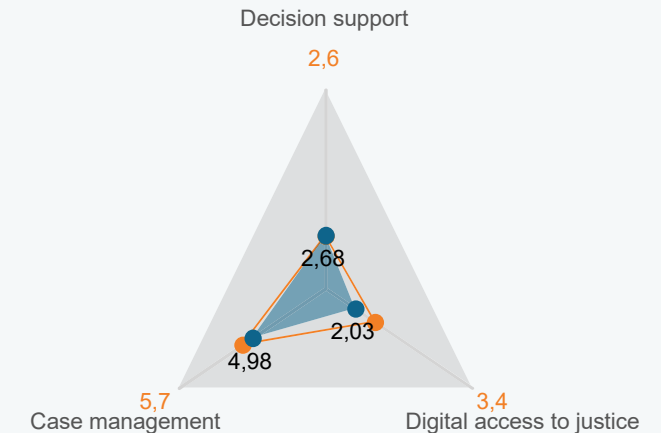 Decision support
2,6
2,68
2,03
4,98
5,7
3,4
Case management
Digital access to justice